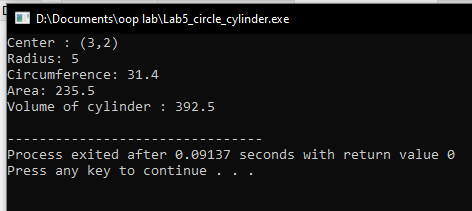 D:\Documents\oop lab\Lab5_circle_cylinder.exe
Center : (3,2)
Radius: 5
Circumference: 31.4
Area: 235.5
Volume of cylinder : 392.5
--------------------------------
Process exited after 0.09137 seconds with return value 0
Press any key to continue . . .